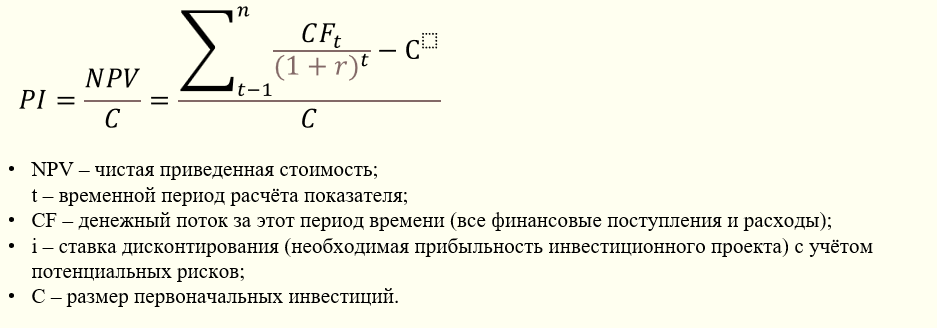 PI = NPV/C = (∑_{t-1}^{n} CF_t/(1 + r)^t − C^⬚)/C
• NPV – чистая приведенная стоимость;
t – временной период расчёта показателя;
• CF – денежный поток за этот период времени (все финансовые поступления и расходы);
• i – ставка дисконтирования (необходимая прибыльность инвестиционного проекта) с учётом
потенциальных рисков;
• C – размер первоначальных инвестиций.